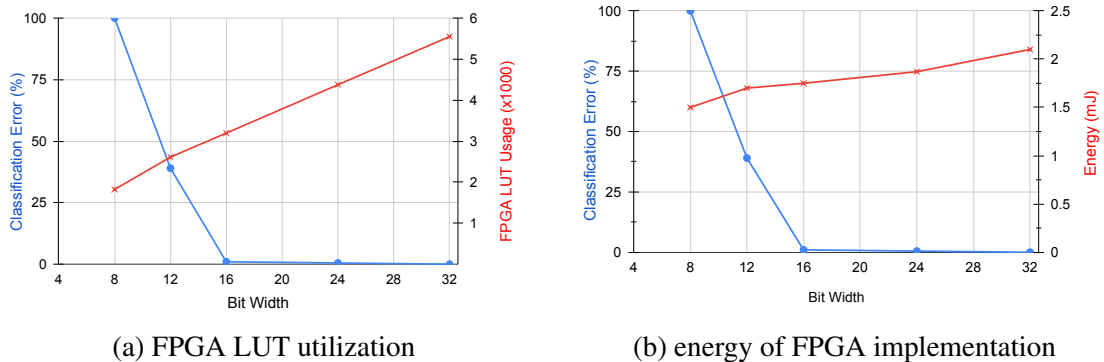 Classification Error (%)
100
75
50
25
0
6
5
4
3
2
1
FPGA LUT Usage (x1000)
4 8 12 16 20 24 28 32
Bit Width
(a) FPGA LUT utilization
Classification Error (%)
100
75
50
25
0
2.5
2
1.5
1
0.5
0
Energy (mJ)
4 8 12 16 20 24 28 32
Bit Width
(b) energy of FPGA implementation